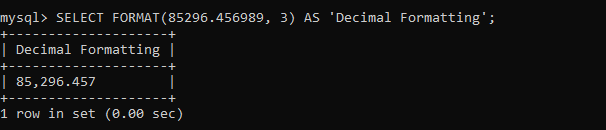 mysql> SELECT FORMAT(85296.456989, 3) AS 'Decimal Formatting';
+--------------------+
| Decimal Formatting |
+--------------------+
| 85,296.457         |
+--------------------+
1 row in set (0.00 sec)